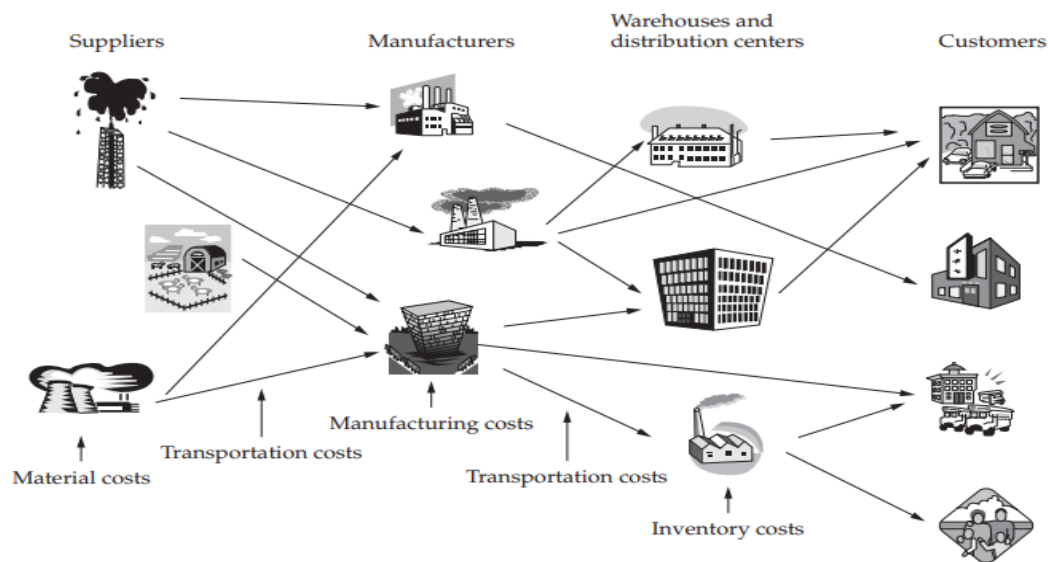 Suppliers
Manufacturers
Warehouses and
distribution centers
Customers
Material costs
Transportation costs
Manufacturing costs
Transportation costs
Inventory costs